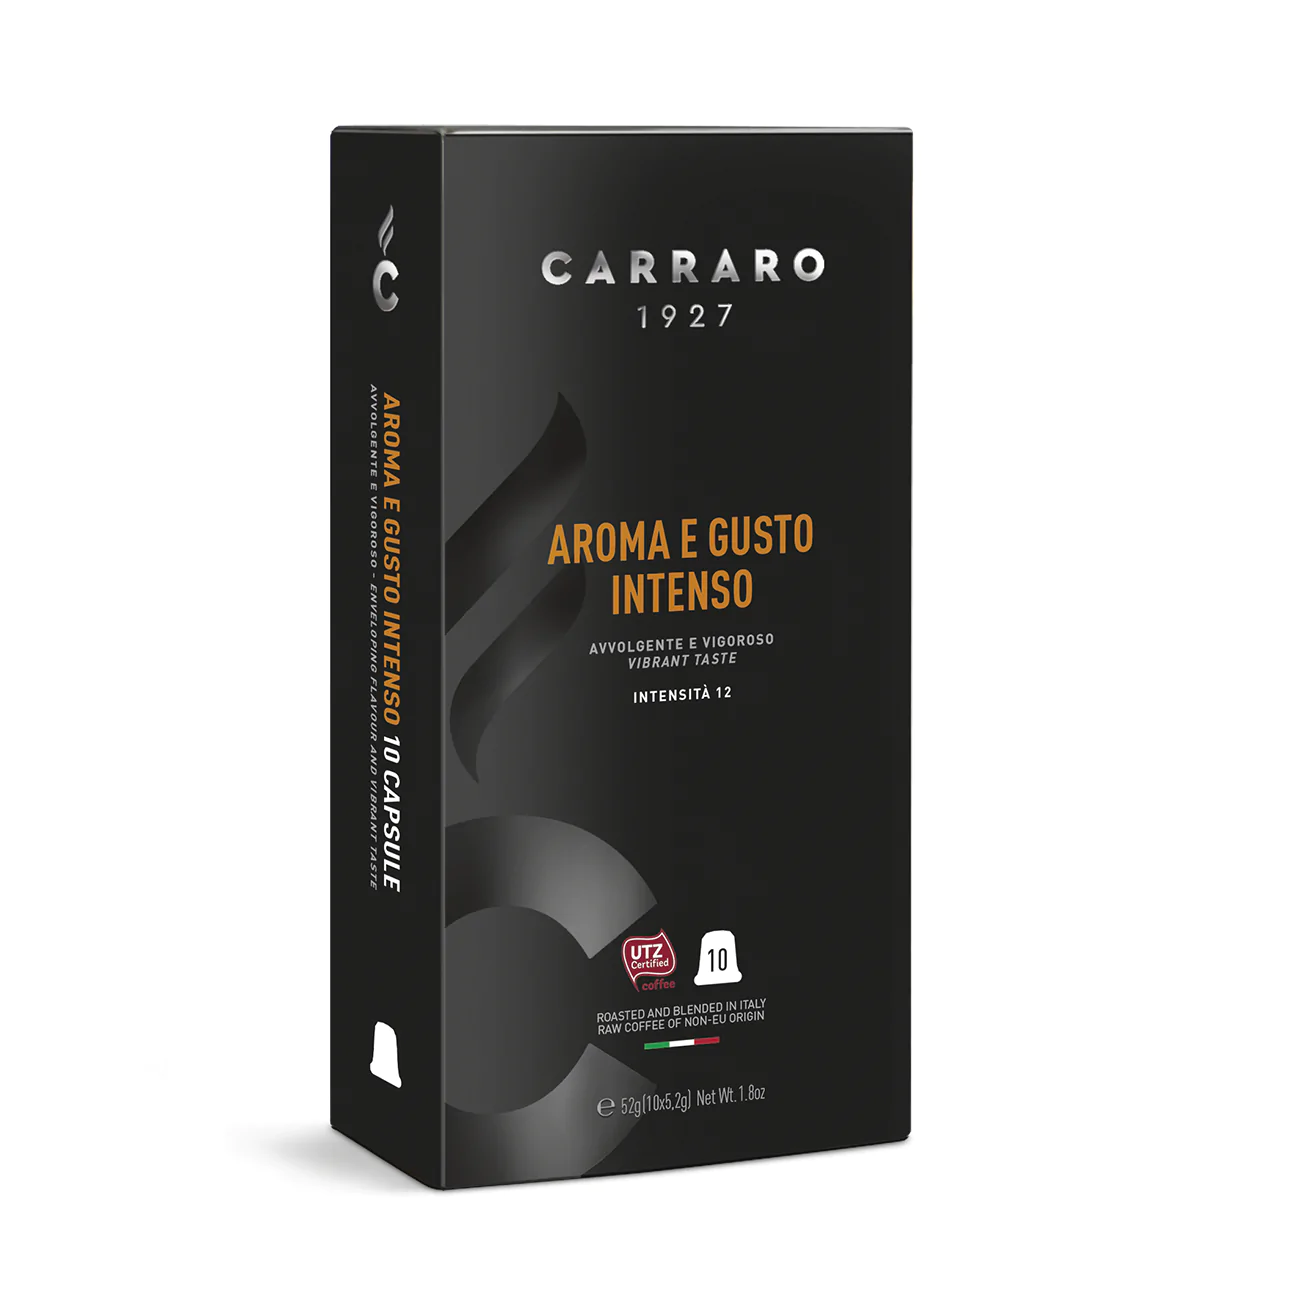 CARRARO
1927
AROMA E GUSTO
INTENSO
AVVOLGENTE E VIGOROSO
VIBRANT TASTE
INTENSITÀ 12
UTZ
Certified
coffee
10
ROASTED AND BLENDED IN ITALY
RAW COFFEE OF NON-EU ORIGIN
℮ 52g(10x5,2g) Net Wt. 1.8oz
C
AROMA E GUSTO INTENSO 10 CAPSULE
AVVOLGENTE E VIGOROSO - ENVELOPING FLAVOUR AND VIBRANT TASTE